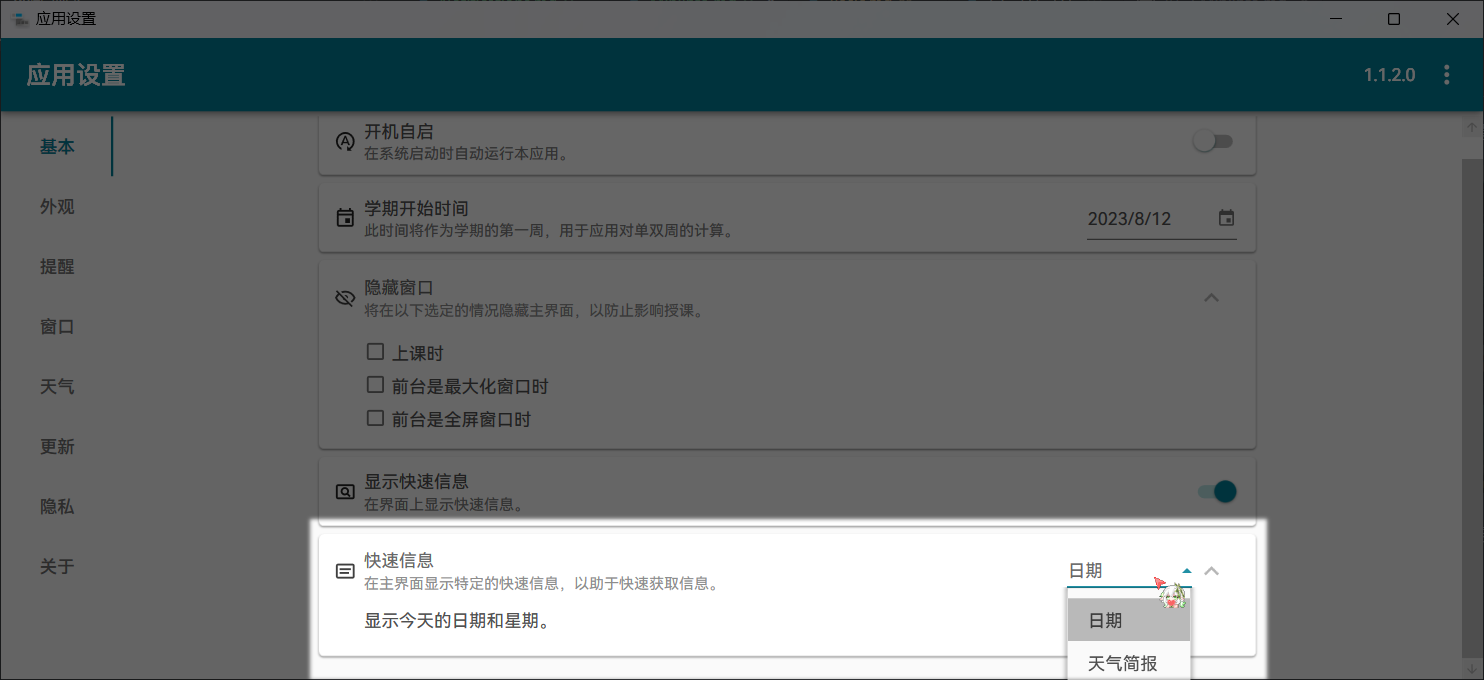 应用设置
应用设置
1.1.2.0
基本
外观
提醒
窗口
天气
更新
隐私
关于
开机自启
在系统启动时自动运行本应用。
学期开始时间
此时间将作为学期的第一周，用于应用对单双周的计算。
2023/8/12
隐藏窗口
将在以下选定的情况隐藏主界面，以防止影响授课。
上课时
前台是最大化窗口时
前台是全屏窗口时
显示快速信息
在界面上显示快速信息。
快速信息
在主界面显示特定的快速信息，以助于快速获取信息。
日期
显示今天的日期和星期。
日期
天气简报